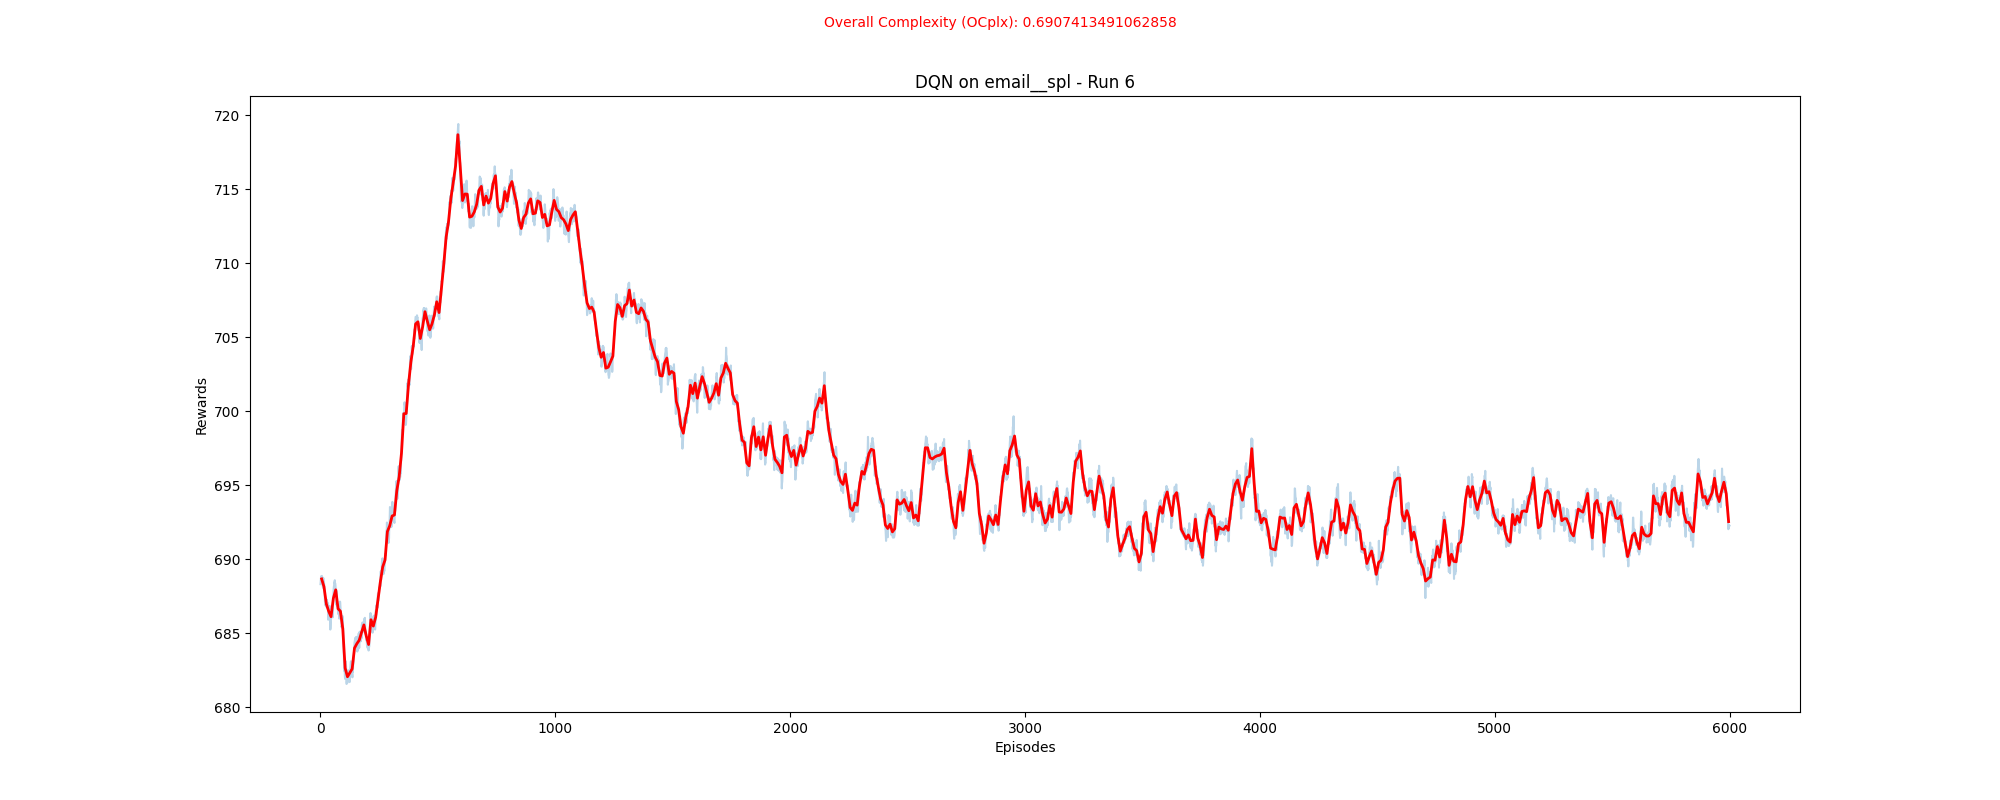 Overall Complexity (OCplx): 0.6907413491062858
DQN on email__spl - Run 6
720
715
710
705
700
695
690
685
680
Rewards
0 1000 2000 3000 4000 5000 6000
Episodes